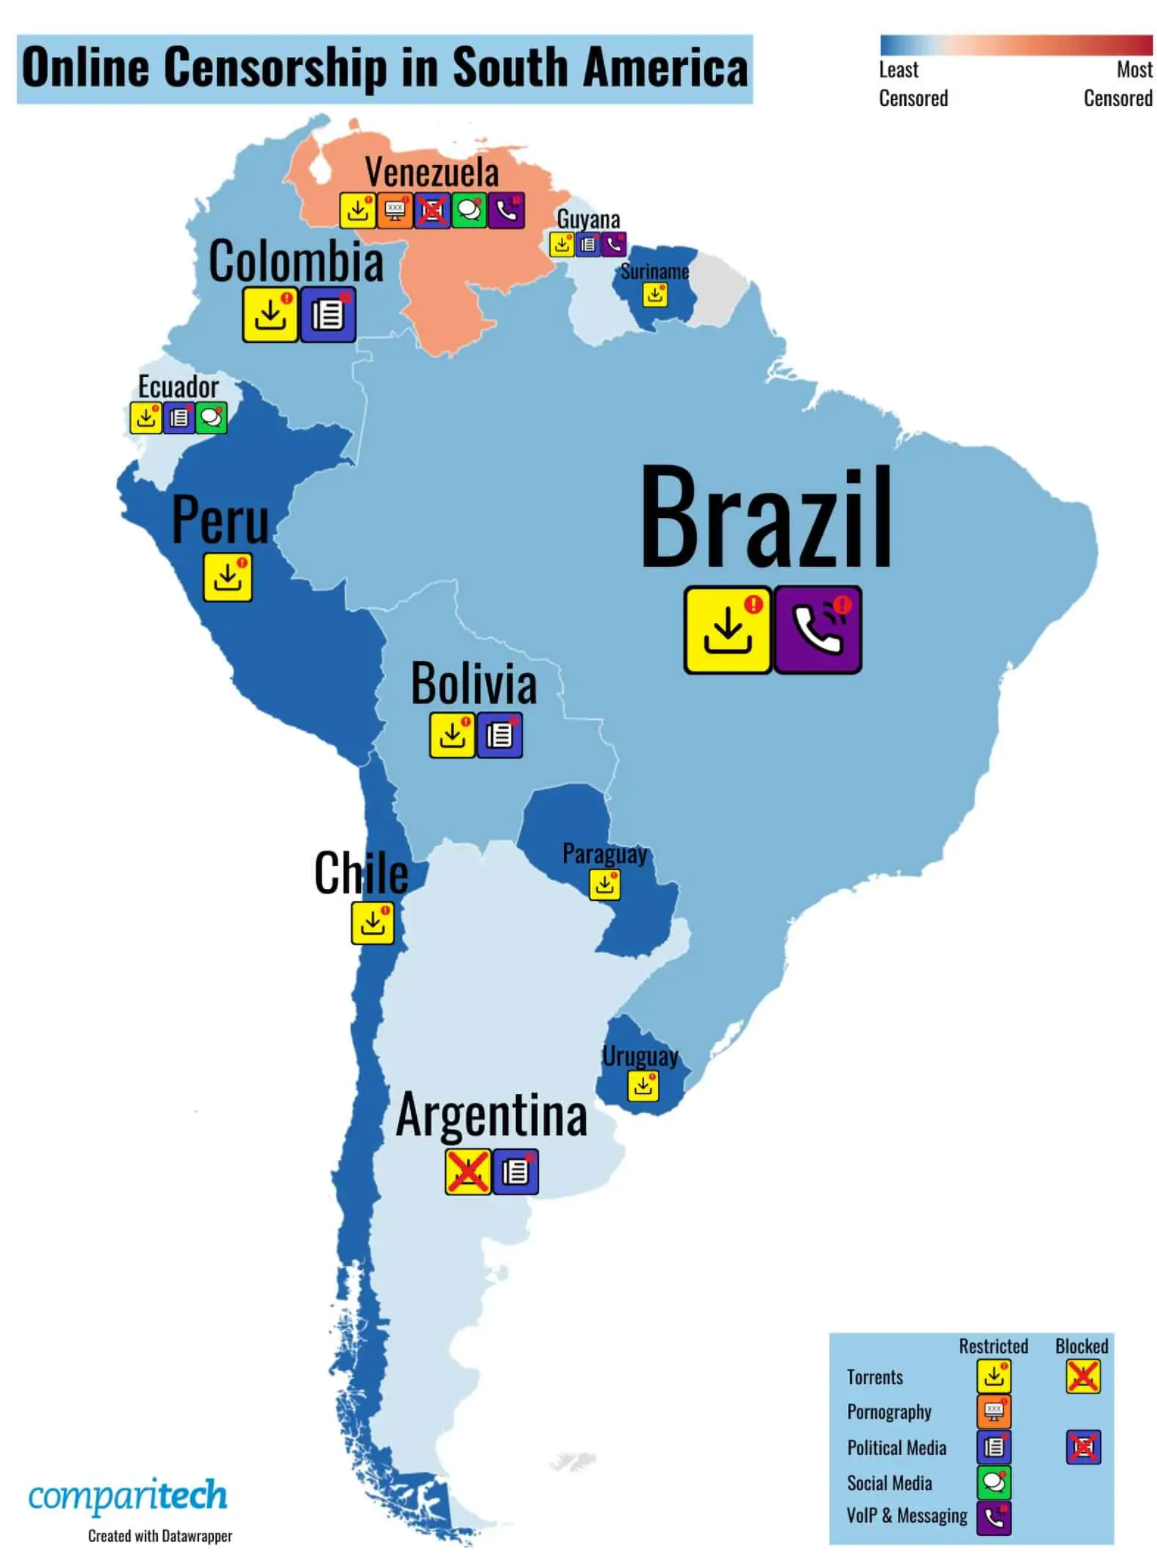 Online Censorship in South America
Least
Censored
Most
Censored
Venezuela
XXX
Guyana
Colombia
Suriname
Ecuador
Brazil
Peru
Bolivia
Paraguay
Chile
Uruguay
Argentina
Restricted Blocked
Torrents
Pornography
XXX
Political Media
Social Media
VoIP & Messaging
comparitech
Created with Datawrapper